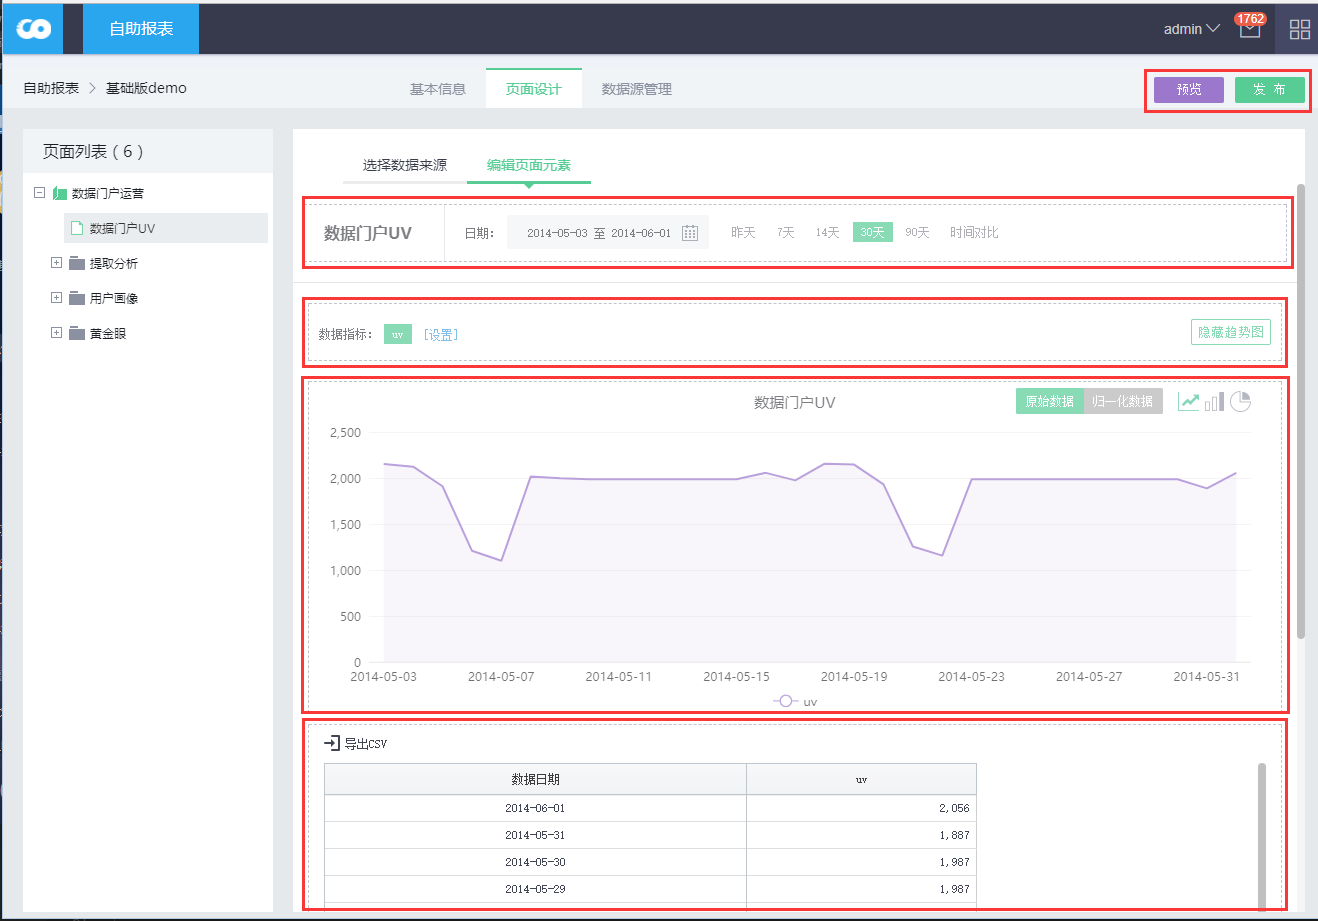 自助报表
admin
1762
自助报表 > 基础版demo
基本信息 页面设计 数据源管理
预览 发 布
页面列表 ( 6 )
数据门户运营
数据门户UV
提取分析
用户画像
黄金眼
选择数据来源 编辑页面元素
数据门户UV 日期: 2014-05-03 至 2014-06-01 昨天 7天 14天 30天 90天 时间对比
数据指标: uv [设置] 隐藏趋势图
数据门户UV 原始数据 归一化数据
2,500
2,000
1,500
1,000
500
0
2014-05-03 2014-05-07 2014-05-11 2014-05-15 2014-05-19 2014-05-23 2014-05-27 2014-05-31
uv
导出CSV
数据日期 uv
2014-06-01 2,056
2014-05-31 1,887
2014-05-30 1,987
2014-05-29 1,987